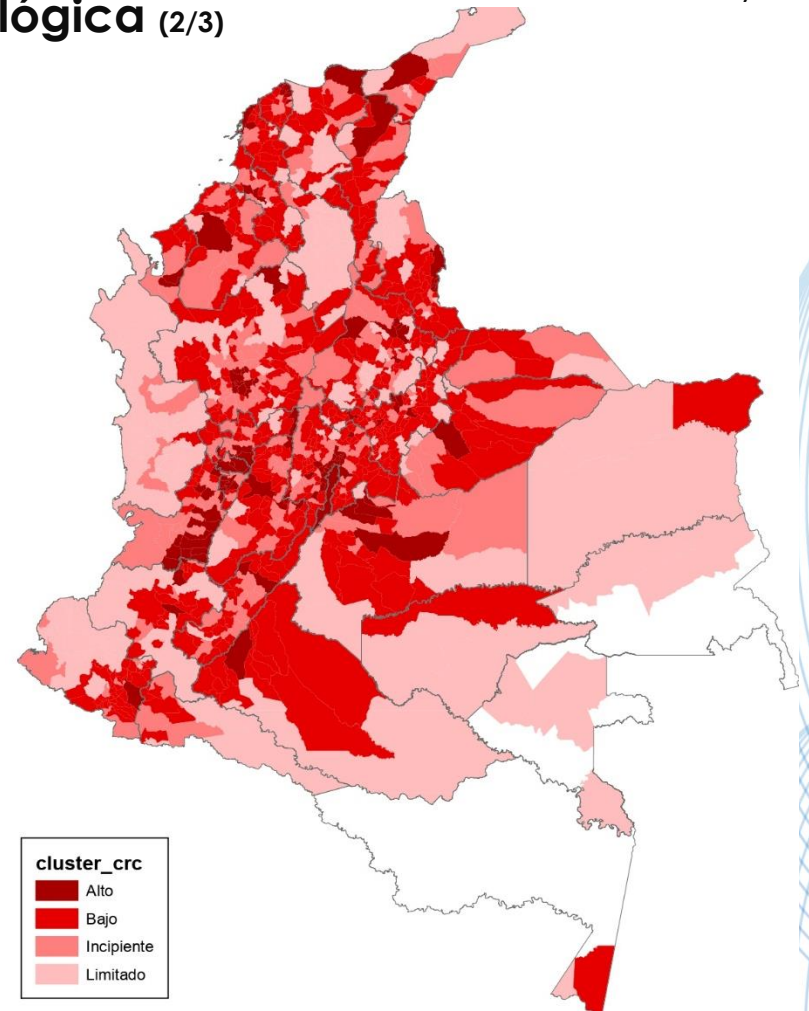 lógica (2/3)
cluster_crc
Alto
Bajo
Incipiente
Limitado